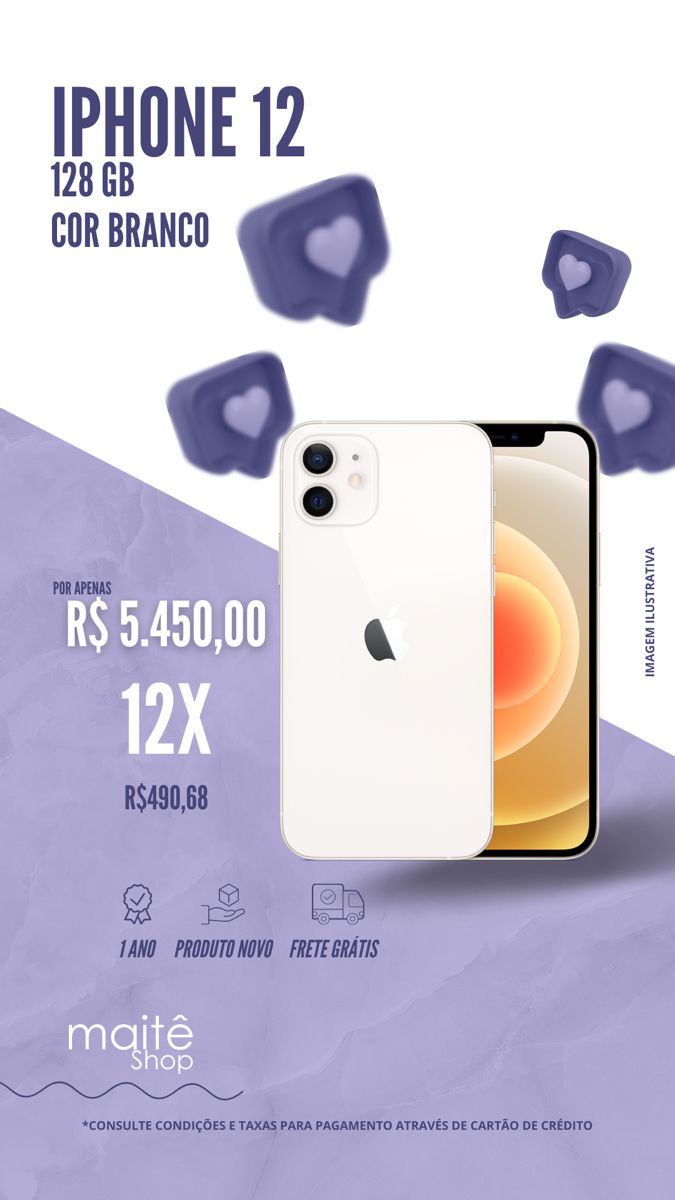 IPHONE 12
128 GB
COR BRANCO
IMAGEM ILUSTRATIVA
POR APENAS
R$ 5.450,00
12X
R$490,68
1 ANO PRODUTO NOVO FRETE GRÁTIS
maitê
Shop
*CONSULTE CONDIÇÕES E TAXAS PARA PAGAMENTO ATRAVÉS DE CARTÃO DE CRÉDITO